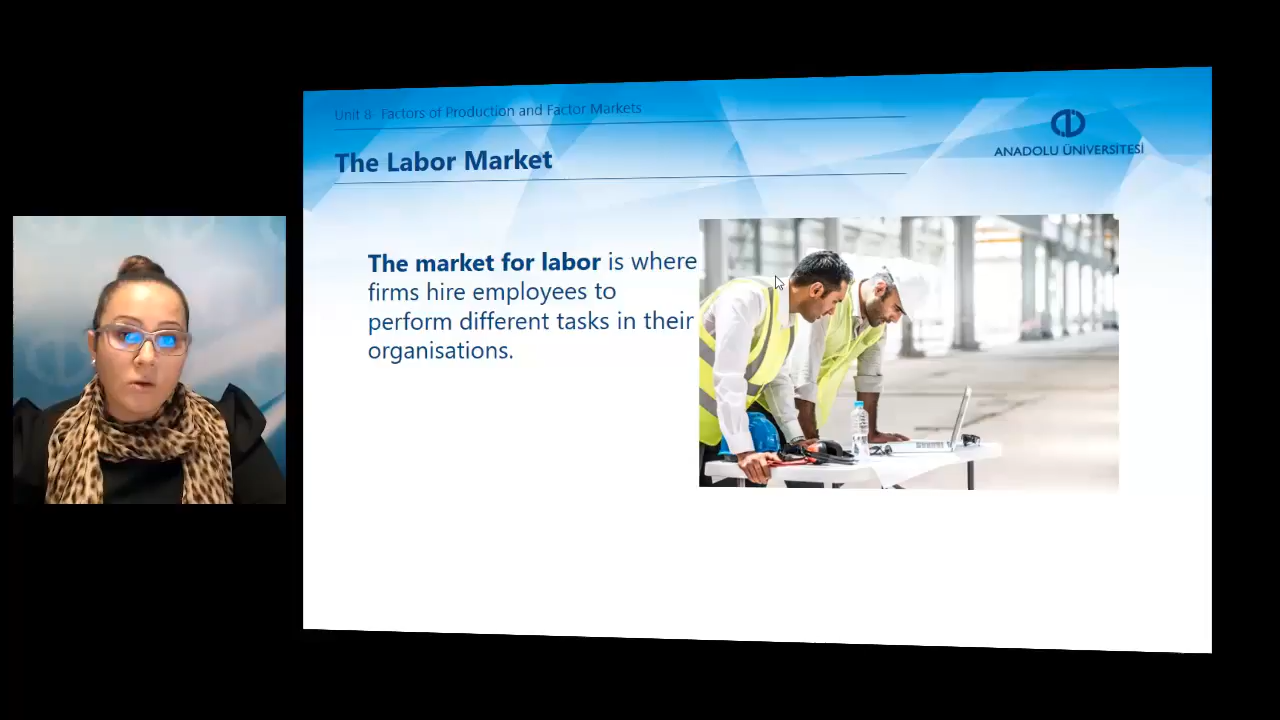 Unit 8- Factors of Production and Factor Markets
The Labor Market
ANADOLU ÜNİVERSİTESİ
The market for labor is where
firms hire employees to
perform different tasks in their
organisations.